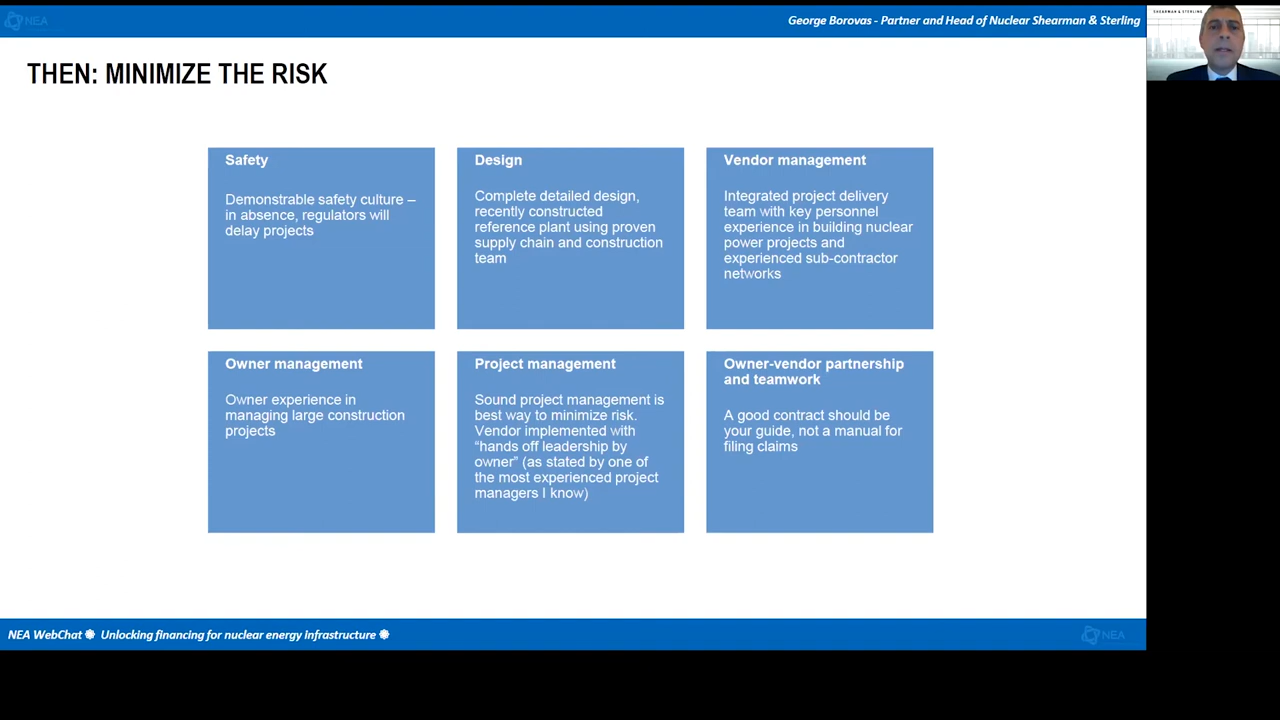 NEA
George Borovas - Partner and Head of Nuclear Shearman & Sterling
SHEARMAN & STERLING
THEN: MINIMIZE THE RISK
Safety
Demonstrable safety culture –
in absence, regulators will
delay projects
Design
Complete detailed design,
recently constructed
reference plant using proven
supply chain and construction
team
Vendor management
Integrated project delivery
team with key personnel
experience in building nuclear
power projects and
experienced sub-contractor
networks
Owner management
Owner experience in
managing large construction
projects
Project management
Sound project management is
best way to minimize risk.
Vendor implemented with
“hands off leadership by
owner” (as stated by one of
the most experienced project
managers I know)
Owner-vendor partnership
and teamwork
A good contract should be
your guide, not a manual for
filing claims
NEA WebChat Unlocking financing for nuclear energy infrastructure
NEA